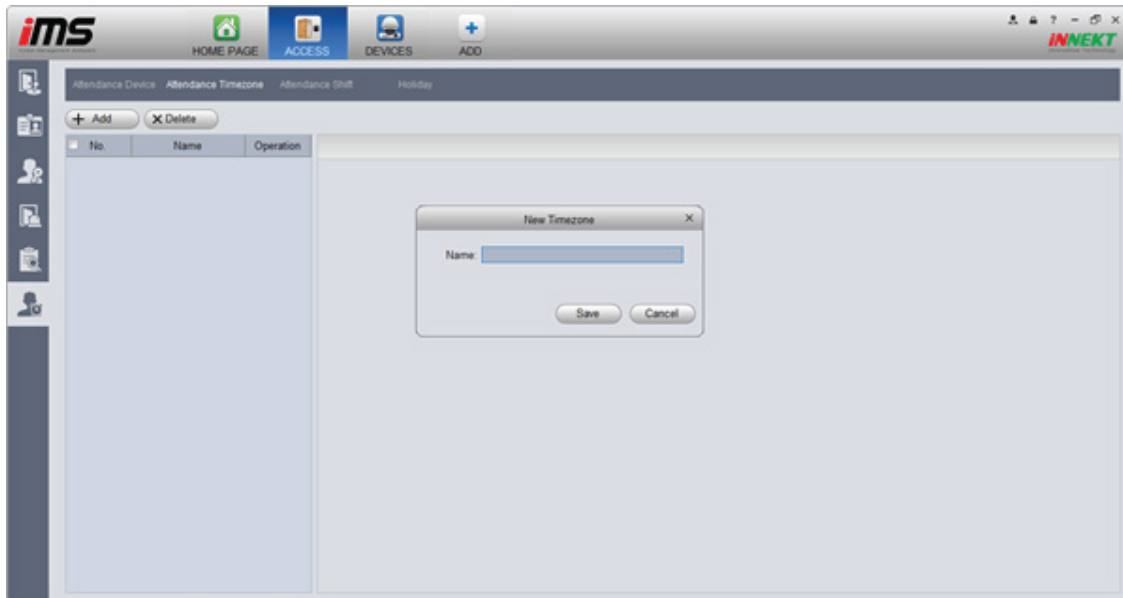 iMS
HOME PAGE
ACCESS
DEVICES
ADD
?
iNNEKT
Attendance Device
Attendance Timezone
Attendance Shift
Holiday
+ Add
X Delete
No.
Name
Operation
New Timezone
Name:
Save
Cancel